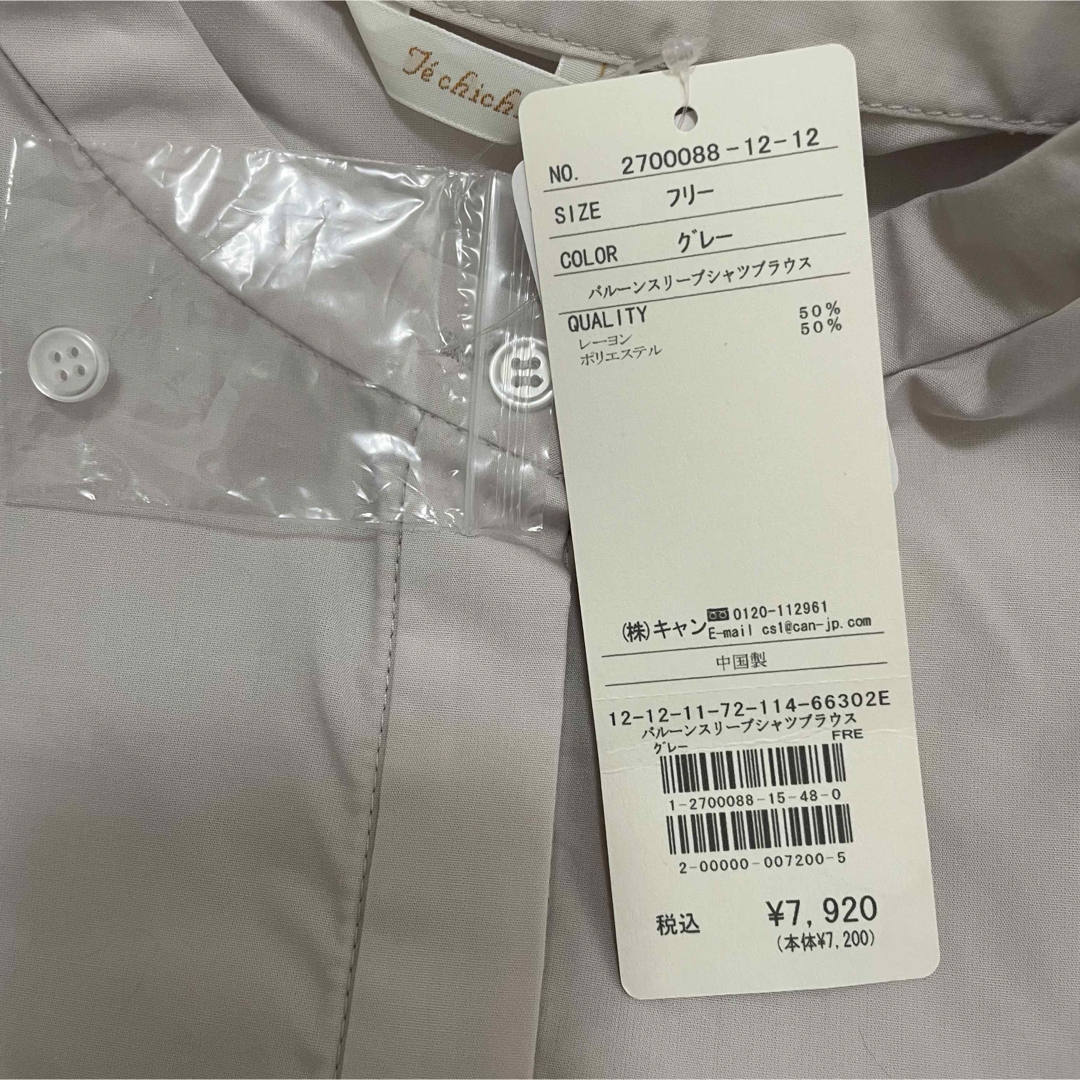 Téchichi
NO. 2700088-12-12
SIZE フリー
COLOR グレー
バルーンスリーブシャツブラウス
QUALITY
レーヨン 50%
ポリエステル 50%
(株)キャン 0120-112961
E-mail cs1@can-jp.com
中国製
12-12-11-72-114-66302E
バルーンスリーブシャツブラウス
グレー FRE
1-2700088-15-48-0
2-00000-007200-5
税込 ¥7,920
(本体¥7,200)